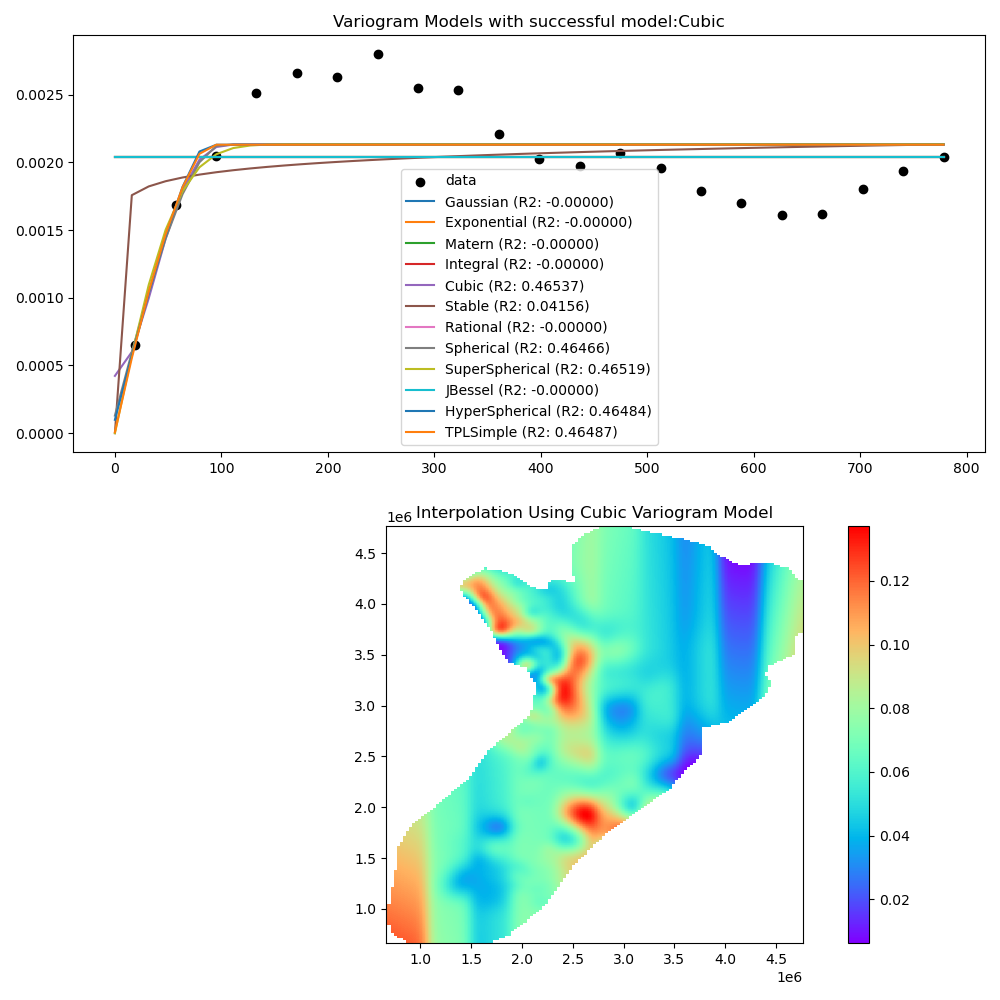 Variogram Models with successful model:Cubic
0.0025
0.0020
0.0015
0.0010
0.0005
0.0000
data
Gaussian (R2: -0.00000)
Exponential (R2: -0.00000)
Matern (R2: -0.00000)
Integral (R2: -0.00000)
Cubic (R2: 0.46537)
Stable (R2: 0.04156)
Rational (R2: -0.00000)
Spherical (R2: 0.46466)
SuperSpherical (R2: 0.46519)
JBessel (R2: -0.00000)
HyperSpherical (R2: 0.46484)
TPLSimple (R2: 0.46487)
0 100 200 300 400 500 600 700 800
Interpolation Using Cubic Variogram Model
1e6
4.5
4.0
3.5
3.0
2.5
2.0
1.5
1.0
1.0 1.5 2.0 2.5 3.0 3.5 4.0 4.5
1e6
0.12
0.10
0.08
0.06
0.04
0.02